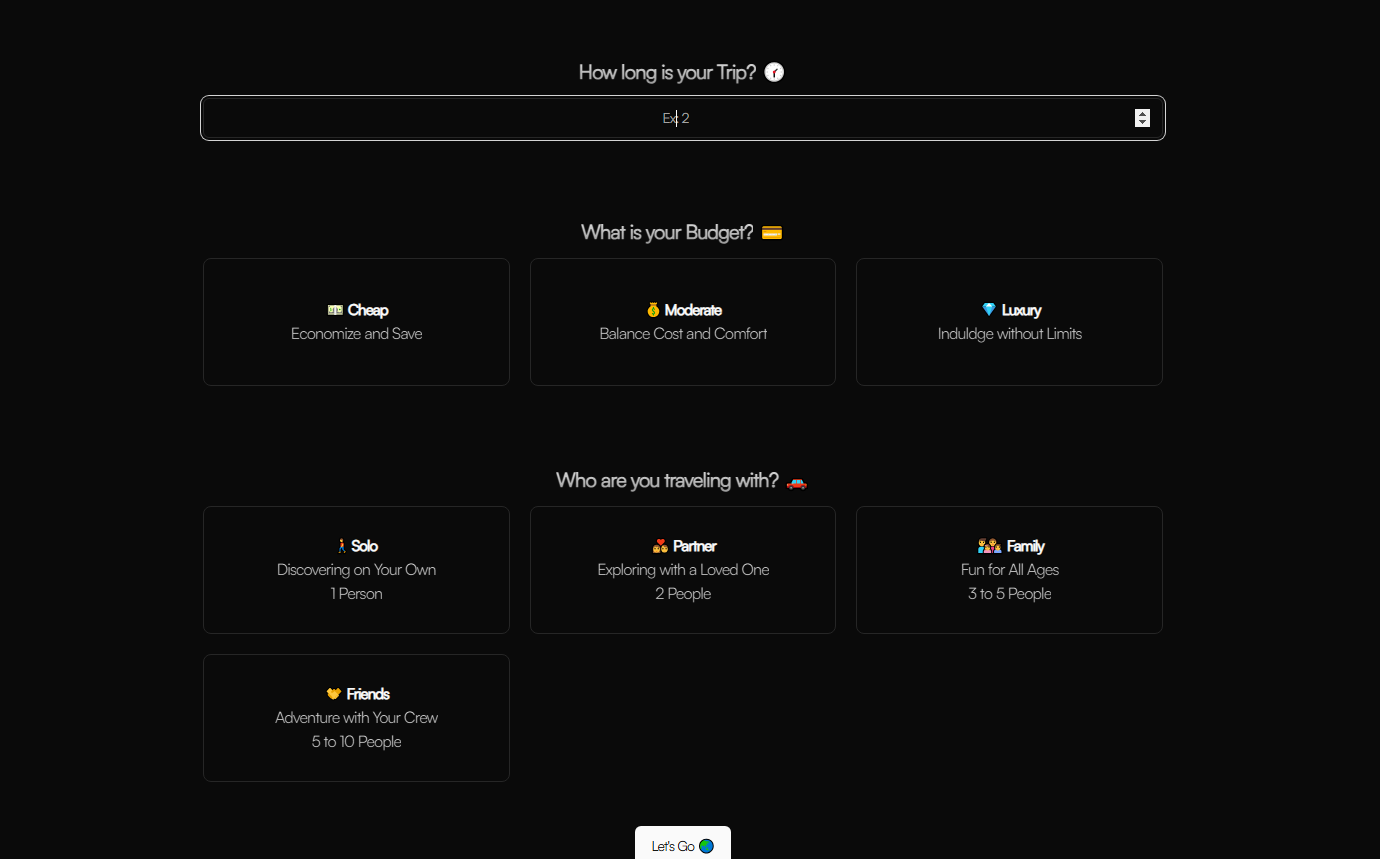 How long is your Trip? 🕜
Ex: 2
What is your Budget? 💳
💵 Cheap
Economize and Save
💰 Moderate
Balance Cost and Comfort
💎 Luxury
Induldge without Limits
Who are you traveling with? 🚗
🚶 Solo
Discovering on Your Own
1 Person
💑 Partner
Exploring with a Loved One
2 People
👨‍👩‍👧‍👦 Family
Fun for All Ages
3 to 5 People
🤝 Friends
Adventure with Your Crew
5 to 10 People
Let's Go 🌏